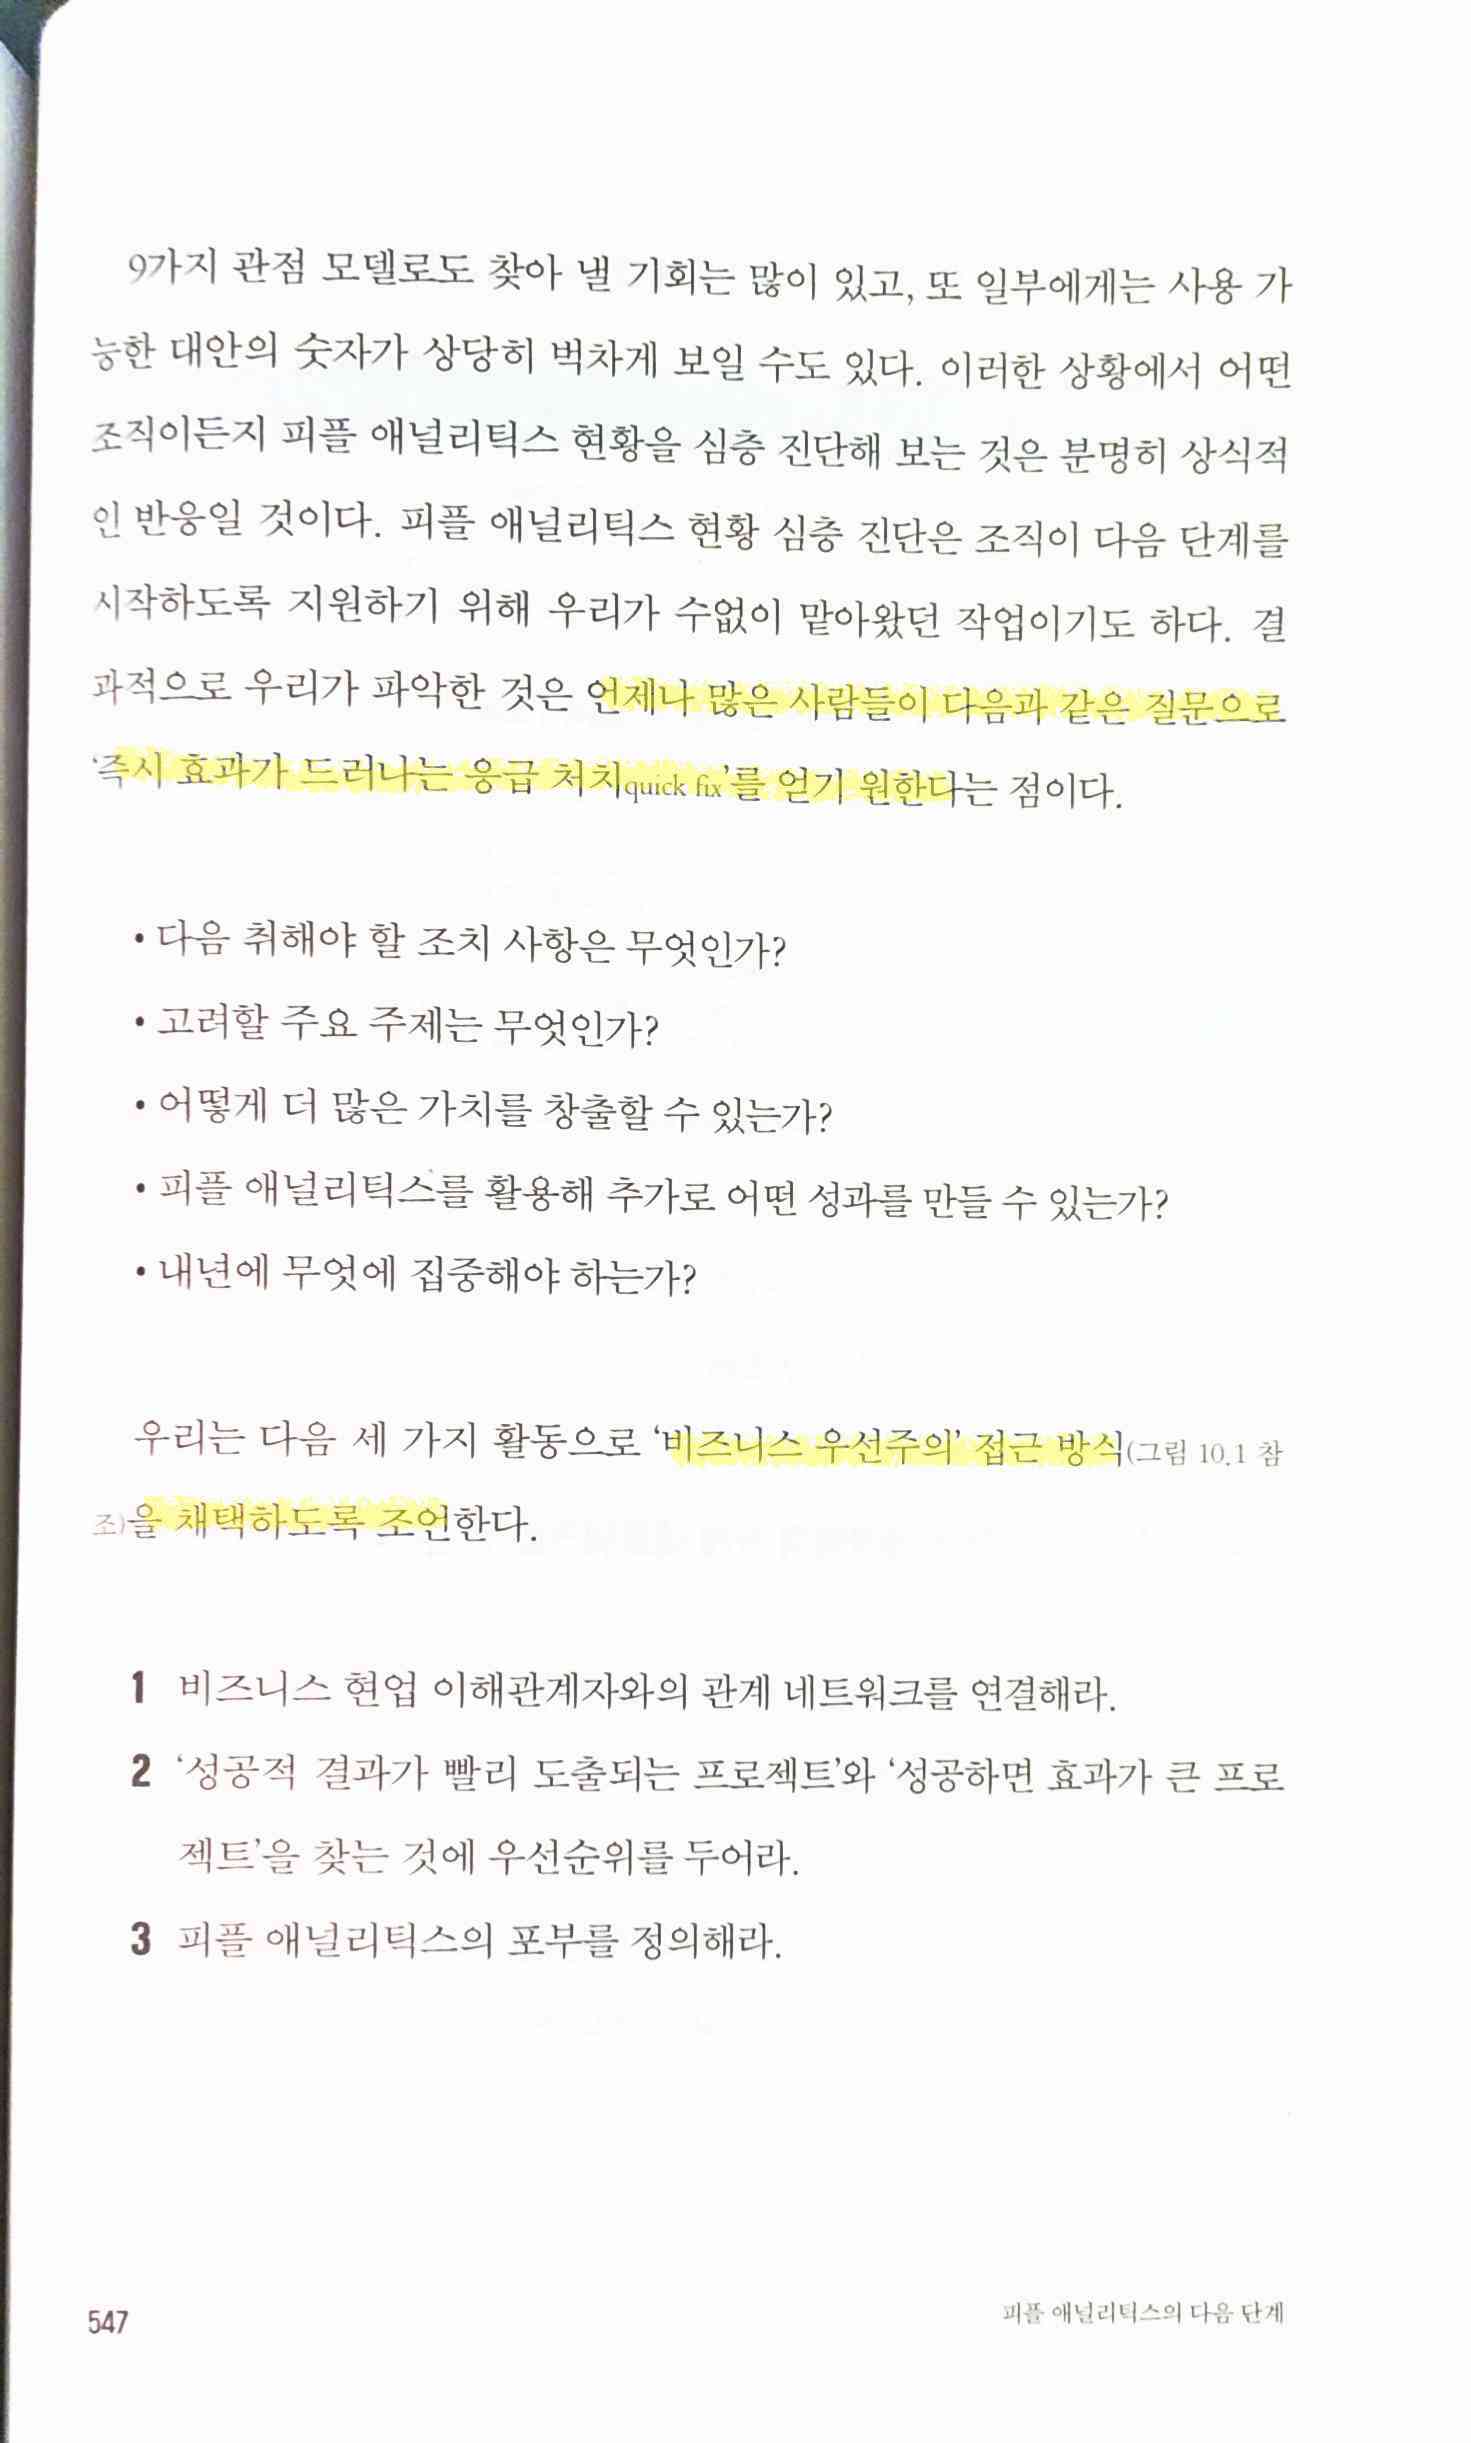 9가지 관점 모델로도 찾아 낼 기회는 많이 있고, 또 일부에게는 사용 가
능한 대안의 숫자가 상당히 벅차게 보일 수도 있다. 이러한 상황에서 어떤
조직이든지 피플 애널리틱스 현황을 심층 진단해 보는 것은 분명히 상식적
인 반응일 것이다. 피플 애널리틱스 현황 심층 진단은 조직이 다음 단계를
시작하도록 지원하기 위해 우리가 수없이 맡아왔던 작업이기도 하다. 결
과적으로 우리가 파악한 것은 언제나 많은 사람들이 다음과 같은 질문으로
‘즉시 효과가 드러나는 응급 처치quick fix’를 얻기 원한다는 점이다.
• 다음 취해야 할 조치 사항은 무엇인가?
• 고려할 주요 주제는 무엇인가?
• 어떻게 더 많은 가치를 창출할 수 있는가?
• 피플 애널리틱스를 활용해 추가로 어떤 성과를 만들 수 있는가?
• 내년에 무엇에 집중해야 하는가?
우리는 다음 세 가지 활동으로 ‘비즈니스 우선주의’ 접근 방식(그림 10.1 참
조)을 채택하도록 조언한다.
1 비즈니스 현업 이해관계자와의 관계 네트워크를 연결해라.
2 ‘성공적 결과가 빨리 도출되는 프로젝트’와 ‘성공하면 효과가 큰 프로
젝트’을 찾는 것에 우선순위를 두어라.
3 피플 애널리틱스의 포부를 정의해라.
547 피플 애널리틱스의 다음 단계